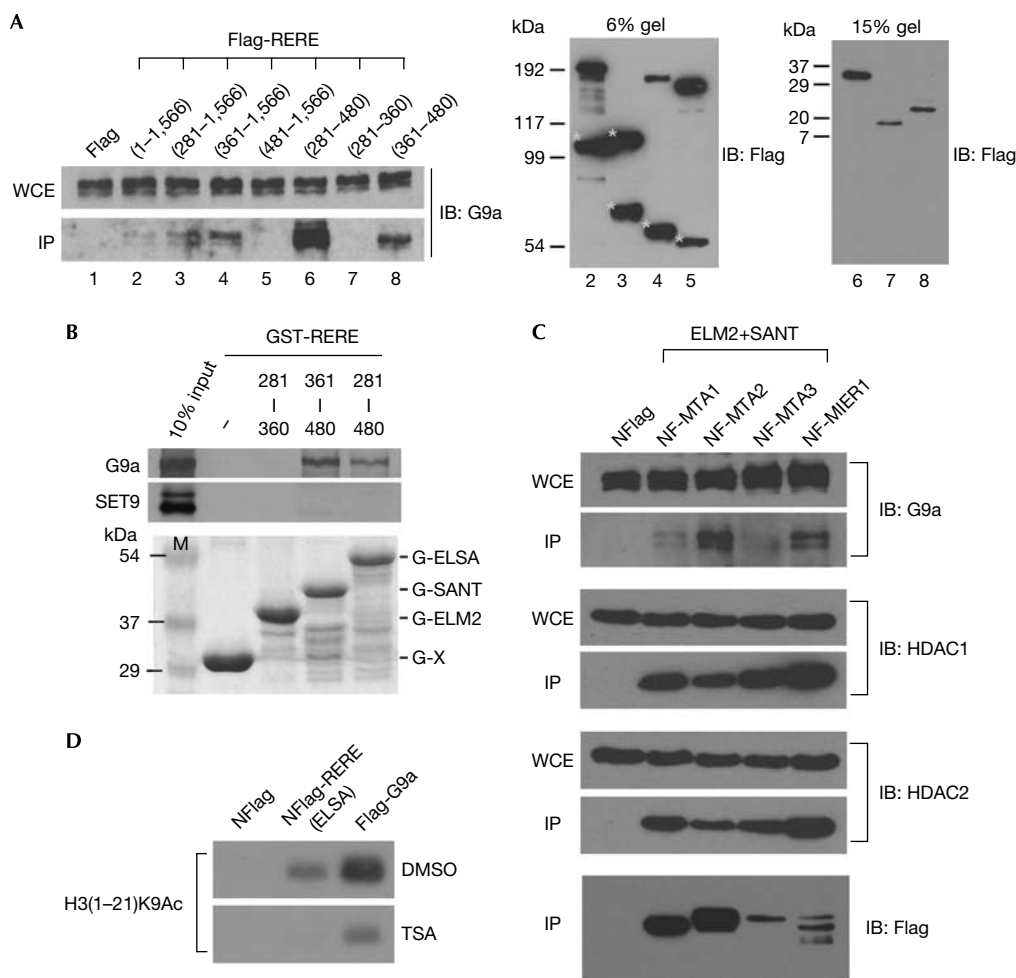 A
Flag-RERE
Flag
(1–1,566)
(281–1,566)
(361–1,566)
(481–1,566)
(281–480)
(281–360)
(361–480)
WCE
IP
IB: G9a
1 2 3 4 5 6 7 8
kDa
6% gel
192
117
99
54
* * * * *
IB: Flag
2 3 4 5
kDa
15% gel
37
29
20
7
IB: Flag
6 7 8
B
GST-RERE
10% input
–
281 361 281
I I I
360 480 480
G9a
SET9
kDa
M
54
37
29
G-ELSA
G-SANT
G-ELM2
G-X
C
ELM2+SANT
NFlag
NF-MTA1
NF-MTA2
NF-MTA3
NF-MIER1
WCE
IP
IB: G9a
WCE
IP
IB: HDAC1
WCE
IP
IB: HDAC2
IP
IB: Flag
D
NFlag
NFlag-RERE
(ELSA)
Flag-G9a
H3(1–21)K9Ac
DMSO
TSA